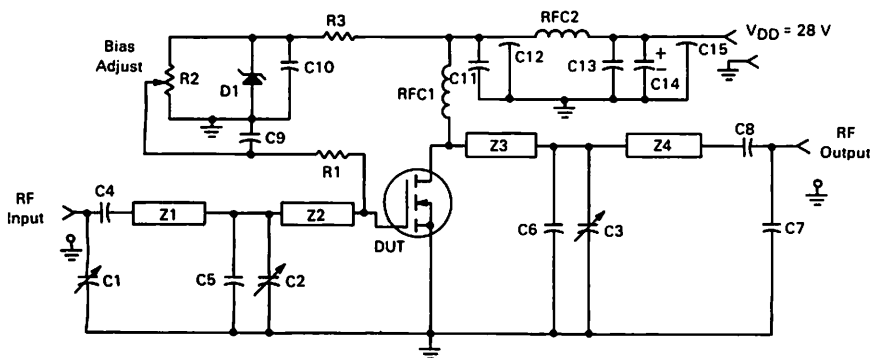 R3
RFC2
V_DD = 28 V
Bias
Adjust
R2
D1
C10
C11
C12
C13
C14
C15
+
–
RFC1
C9
R1
Z3
Z4
C8
RF
Output
RF
Input
C4
Z1
Z2
DUT
C6
C3
C7
C1
C5
C2